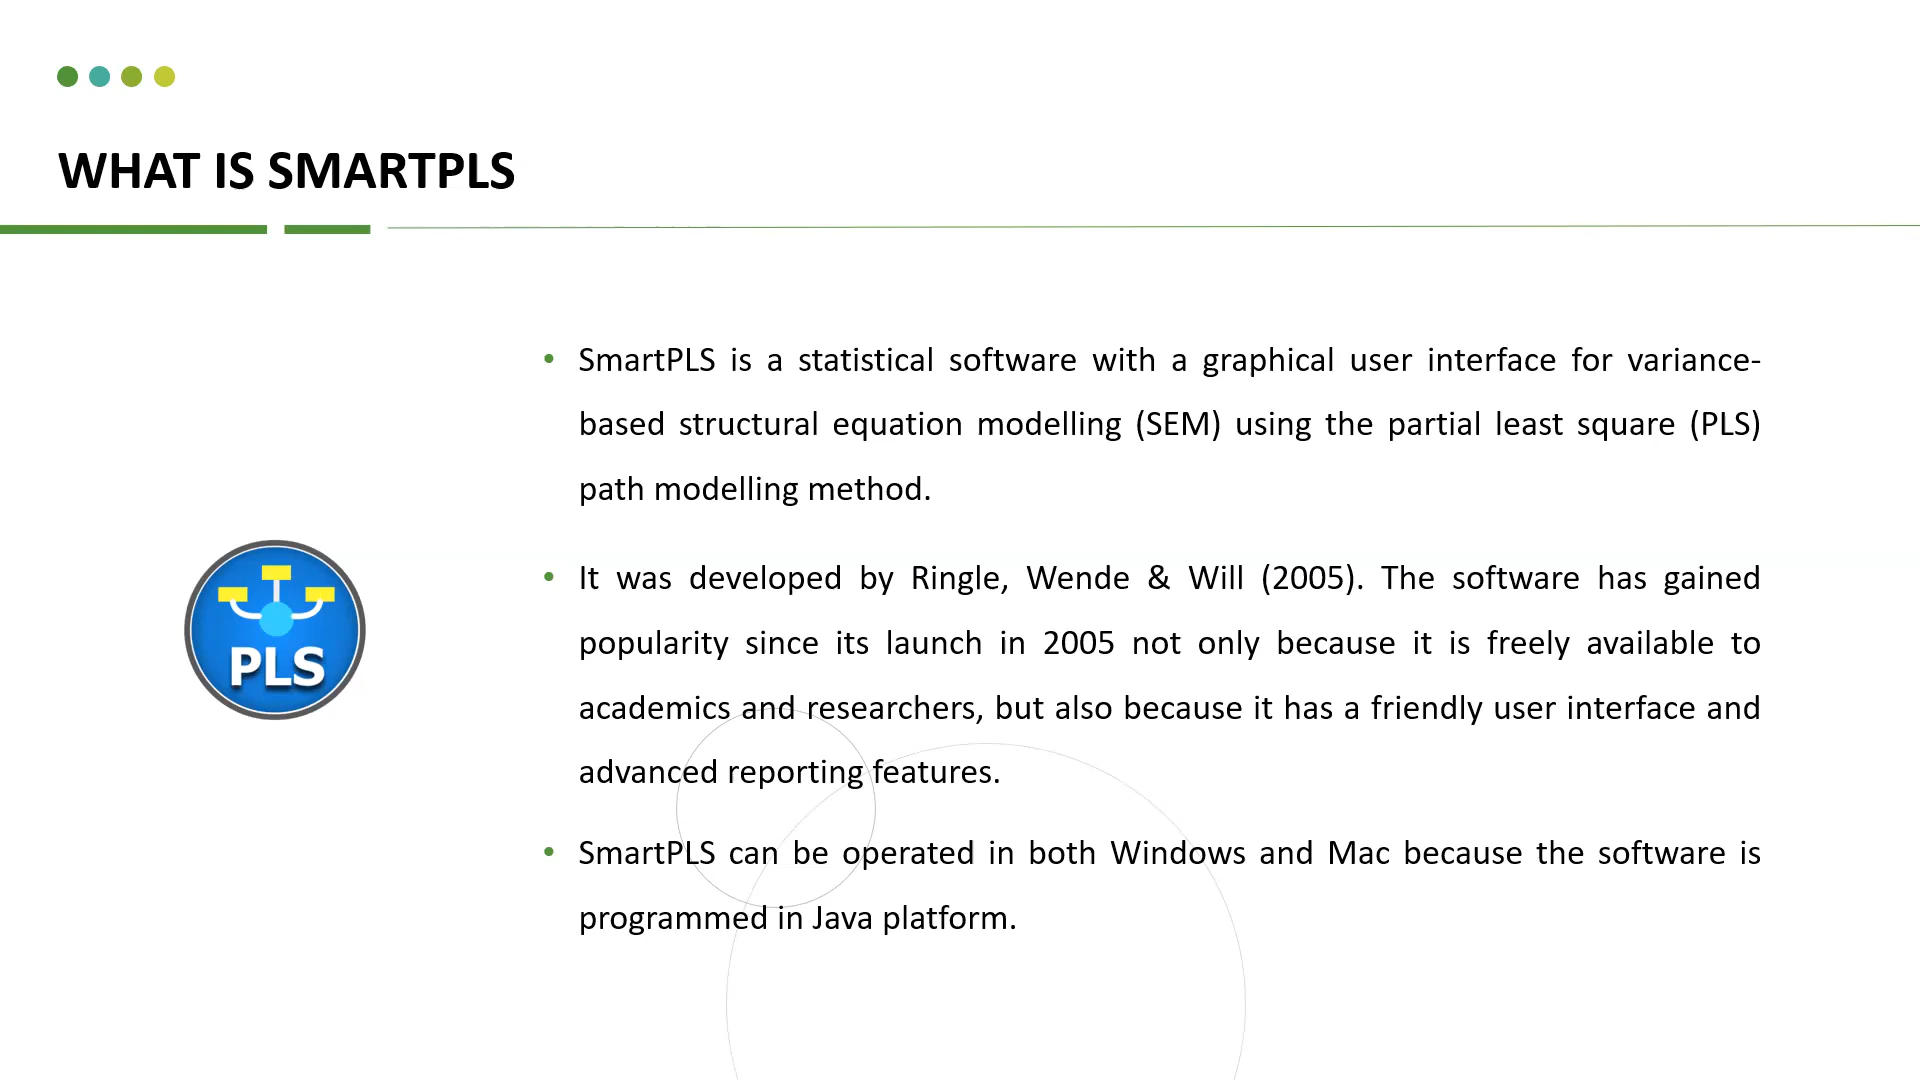 WHAT IS SMARTPLS
• SmartPLS is a statistical software with a graphical user interface for variance-
based structural equation modelling (SEM) using the partial least square (PLS)
path modelling method.
PLS
• It was developed by Ringle, Wende & Will (2005). The software has gained
popularity since its launch in 2005 not only because it is freely available to
academics and researchers, but also because it has a friendly user interface and
advanced reporting features.
• SmartPLS can be operated in both Windows and Mac because the software is
programmed in Java platform.